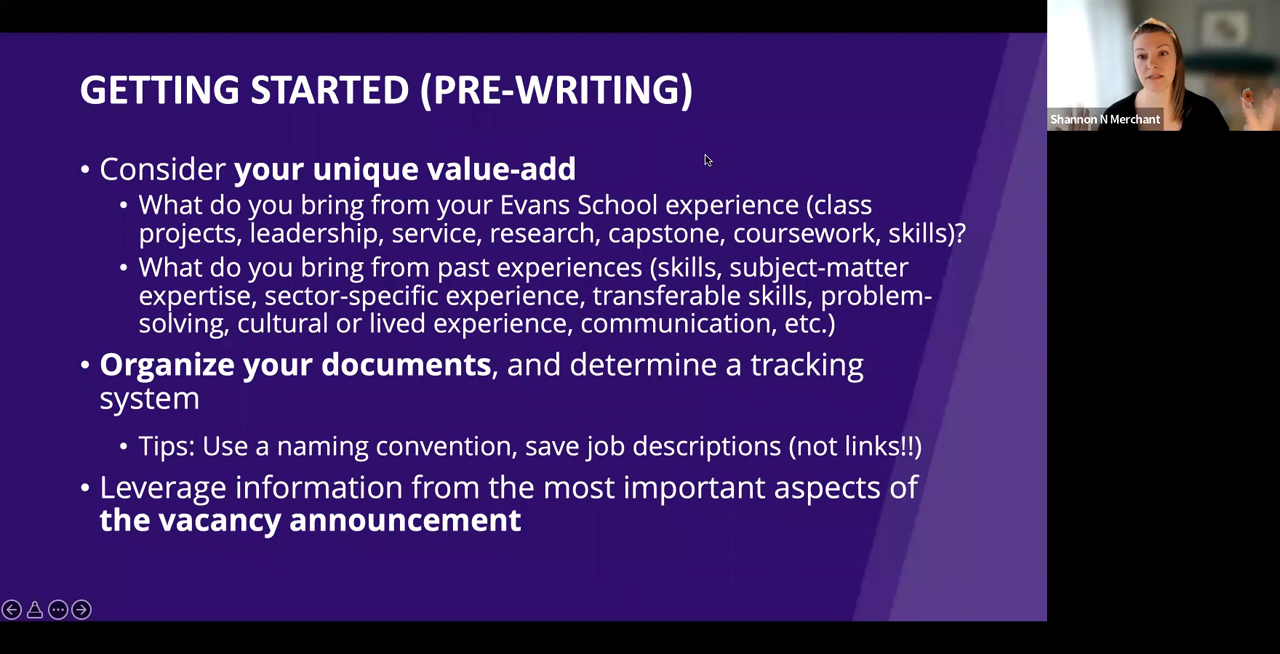 GETTING STARTED (PRE-WRITING)
• Consider your unique value-add
• What do you bring from your Evans School experience (class
projects, leadership, service, research, capstone, coursework, skills)?
• What do you bring from past experiences (skills, subject-matter
expertise, sector-specific experience, transferable skills, problem-
solving, cultural or lived experience, communication, etc.)
• Organize your documents, and determine a tracking
system
• Tips: Use a naming convention, save job descriptions (not links!!)
• Leverage information from the most important aspects of
the vacancy announcement
Shannon N Merchant